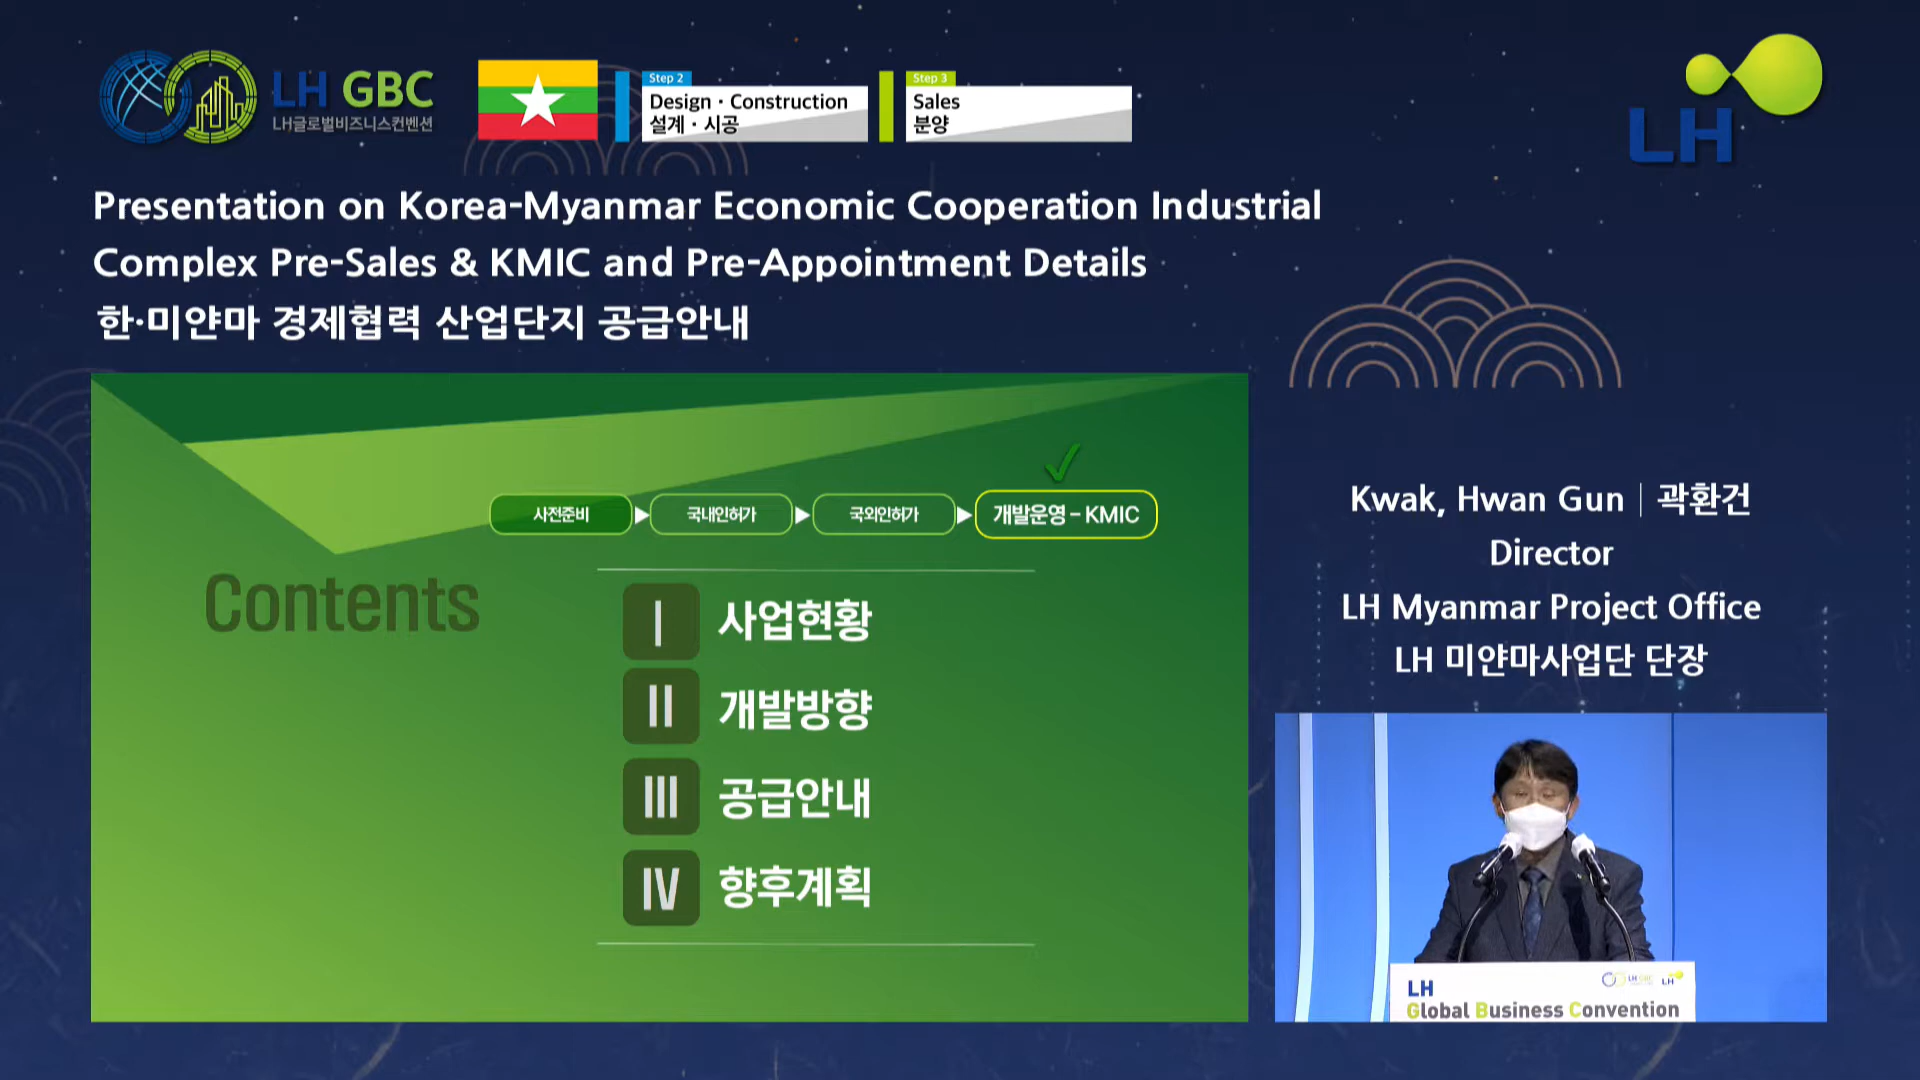 LH GBC
LH글로벌비즈니스컨벤션
Step 2
Design · Construction
설계 · 시공
Step 3
Sales
분양
LH
Presentation on Korea-Myanmar Economic Cooperation Industrial
Complex Pre-Sales & KMIC and Pre-Appointment Details
한·미얀마 경제협력 산업단지 공급안내
사전준비
국내인허가
국외인허가
개발운영 – KMIC
Contents
Ⅰ 사업현황
Ⅱ 개발방향
Ⅲ 공급안내
Ⅳ 향후계획
Kwak, Hwan Gun | 곽환건
Director
LH Myanmar Project Office
LH 미얀마사업단 단장
LH GBC
LH
LH
Global Business Convention